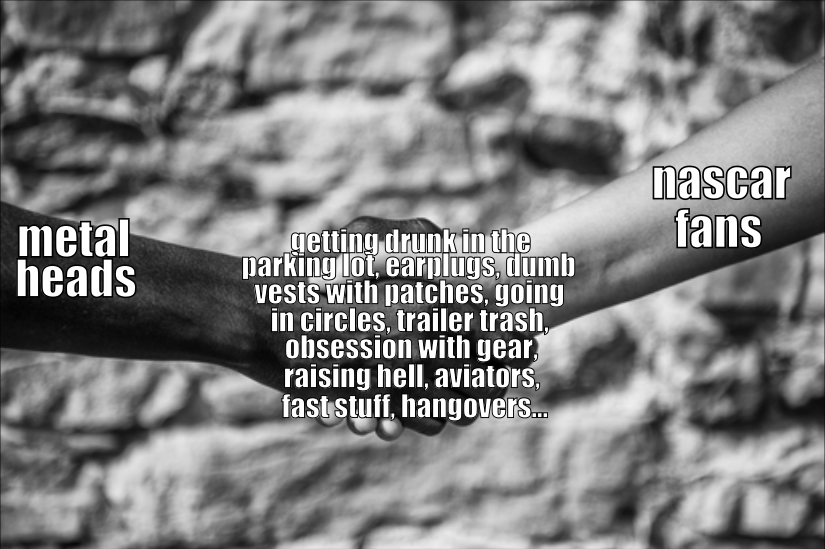 metal
heads
getting drunk in the
parking lot, earplugs, dumb
vests with patches, going
in circles, trailer trash,
obsession with gear,
raising hell, aviators,
fast stuff, hangovers...
nascar
fans